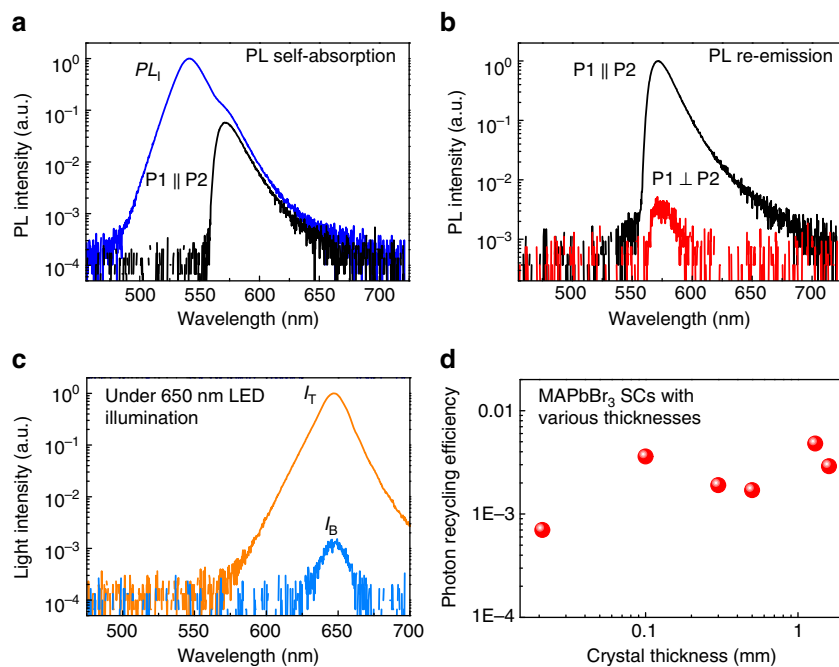 a
PL self-absorption
PL_I
P1 || P2
10^0
10^-1
10^-2
10^-3
10^-4
PL intensity (a.u.)
500 550 600 650 700
Wavelength (nm)
b
PL re-emission
P1 || P2
P1 ⊥ P2
10^0
10^-1
10^-2
10^-3
PL intensity (a.u.)
500 550 600 650 700
Wavelength (nm)
c
Under 650 nm LED
illumination
I_T
I_B
10^0
10^-1
10^-2
10^-3
10^-4
Light intensity (a.u.)
500 550 600 650 700
Wavelength (nm)
d
MAPbBr₃ SCs with
various thicknesses
0.01
1E−3
1E−4
Photon recycling efficiency
0.1 1
Crystal thickness (mm)